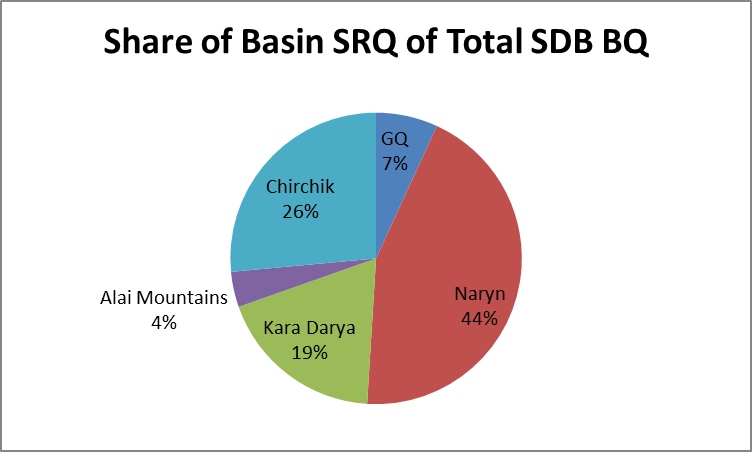 Share of Basin SRQ of Total SDB BQ
GQ
7%
Naryn
44%
Kara Darya
19%
Alai Mountains
4%
Chirchik
26%